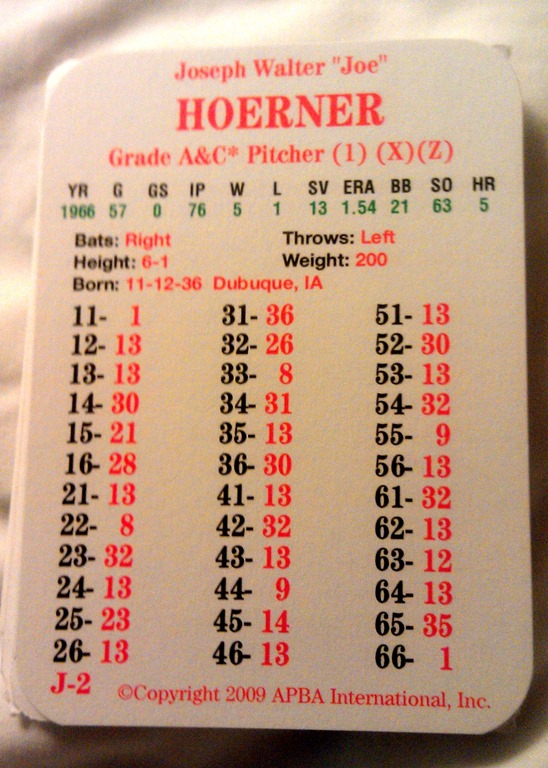 Joseph Walter "Joe"
HOERNER
Grade A&C* Pitcher (1) (X)(Z)
YR G GS IP W L SV ERA BB SO HR
1966 57 0 76 5 1 13 1.54 21 63 5
Bats: Right Throws: Left
Height: 6-1 Weight: 200
Born: 11-12-36 Dubuque, IA
11- 1 31- 36 51- 13
12- 13 32- 26 52- 30
13- 13 33- 8 53- 13
14- 30 34- 31 54- 32
15- 21 35- 13 55- 9
16- 28 36- 30 56- 13
21- 13 41- 13 61- 32
22- 8 42- 32 62- 13
23- 32 43- 13 63- 12
24- 13 44- 9 64- 13
25- 23 45- 14 65- 35
26- 13 46- 13 66- 1
J-2 ©Copyright 2009 APBA International, Inc.